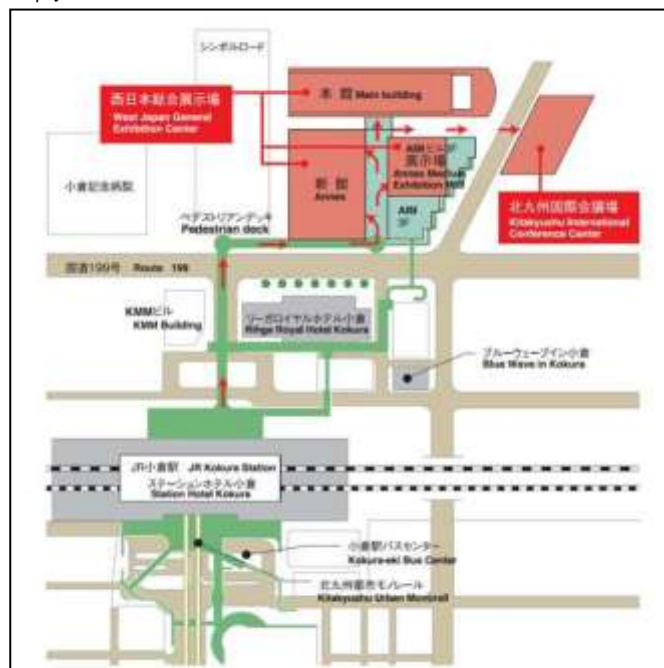 シンボルロード
本館 Main building
西日本総合展示場
West Japan General
Exhibition Center
AIMビル3F
展示場
Annex Medium
Exhibition Hall
新館
Annex
小倉記念病院
AIM
3F
北九州国際会議場
Kitakyushu International
Conference Center
ペデストリアンデッキ
Pedestrian deck
国道199号 Route 199
KMMビル
KMM Building
リーガロイヤルホテル小倉
Rihga Royal Hotel Kokura
ブルーウェーブイン小倉
Blue Wave in Kokura
JR小倉駅 JR Kokura Station
ステーションホテル小倉
Station Hotel Kokura
小倉駅バスセンター
Kokura-eki Bus Center
北九州都市モノレール
Kitakyushu Urban Monorail